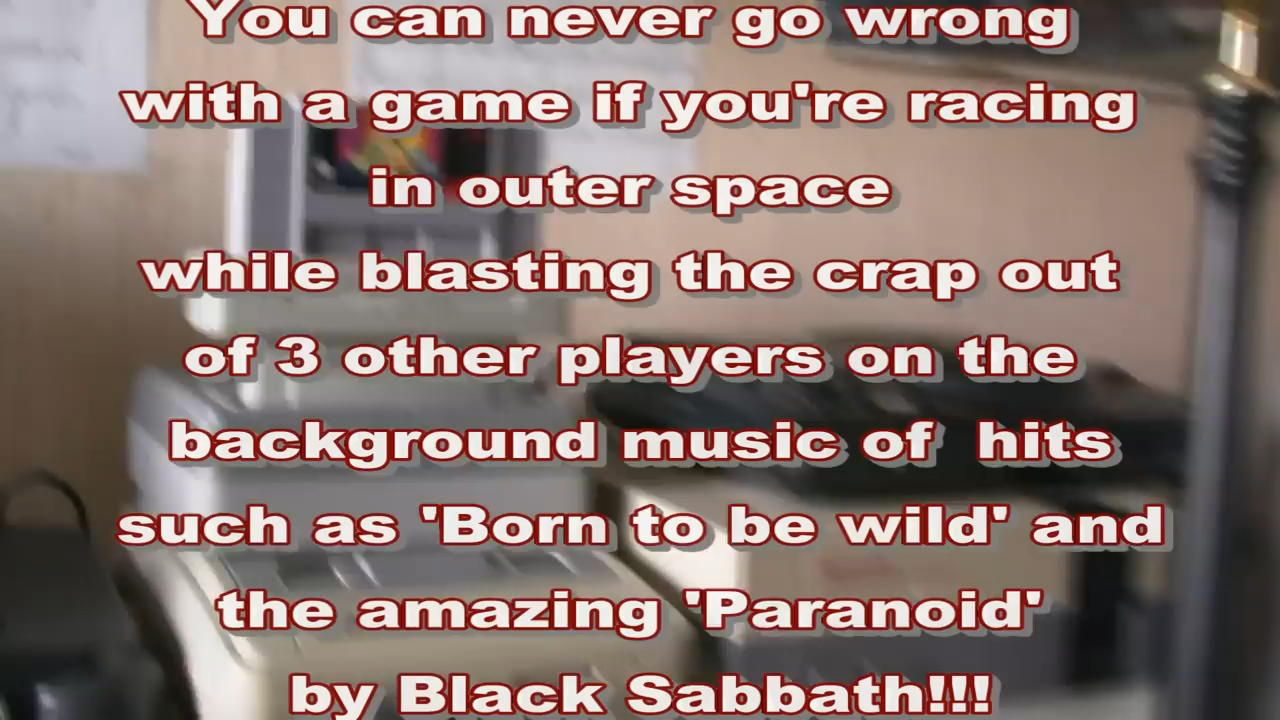 You can never go wrong
with a game if you're racing
in outer space
while blasting the crap out
of 3 other players on the
background music of  hits
such as 'Born to be wild' and
the amazing 'Paranoid'
by Black Sabbath!!!